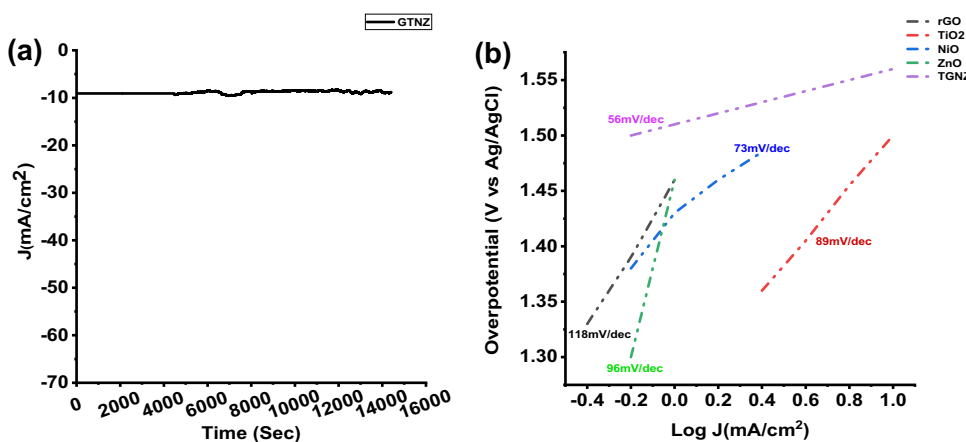 (a)
GTNZ
0
-10
-20
-30
-40
-50
-60
-70
J(mA/cm²)
0 2000 4000 6000 8000 10000 12000 14000 16000
Time (Sec)
(b)
rGO
TiO2
NiO
ZnO
TGNZ
1.55
1.50
1.45
1.40
1.35
1.30
Overpotential (V vs Ag/AgCl)
56mV/dec
73mV/dec
89mV/dec
118mV/dec
96mV/dec
-0.4 -0.2 0.0 0.2 0.4 0.6 0.8 1.0
Log J(mA/cm²)